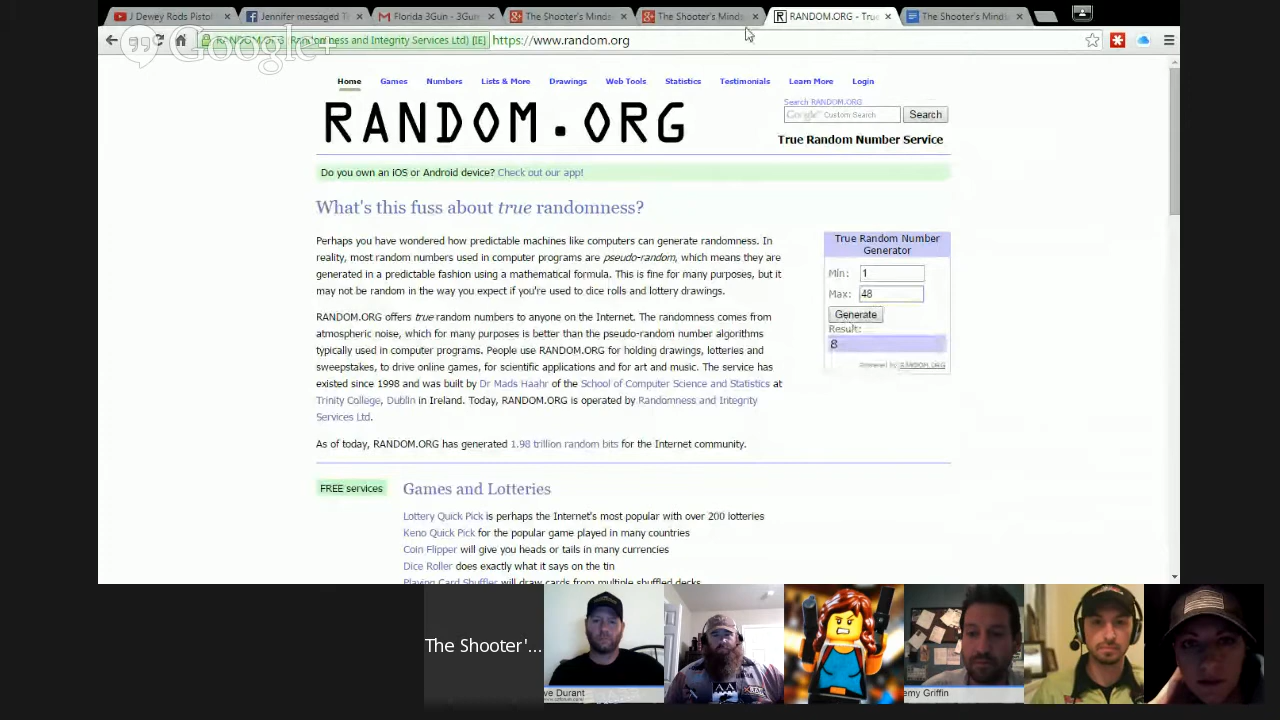 J Dewey Rods Pistol
Jennifer messaged
Florida 3Gun - 3Gun
The Shooter's Minds
The Shooter's Minds
RANDOM.ORG - True
The Shooter's Minds
Google+
https://www.random.org
Home Games Numbers Lists & More Drawings Web Tools Statistics Testimonials Learn More Login
RANDOM.ORG
Search RANDOM.ORG
Google Custom Search
Search
True Random Number Service
Do you own an iOS or Android device? Check out our app!
What's this fuss about true randomness?
Perhaps you have wondered how predictable machines like computers can generate randomness. In
reality, most random numbers used in computer programs are pseudo-random, which means they are
generated in a predictable fashion using a mathematical formula. This is fine for many purposes, but it
may not be random in the way you expect if you're used to dice rolls and lottery drawings.
RANDOM.ORG offers true random numbers to anyone on the Internet. The randomness comes from
atmospheric noise, which for many purposes is better than the pseudo-random number algorithms
typically used in computer programs. People use RANDOM.ORG for holding drawings, lotteries and
sweepstakes, to drive online games, for scientific applications and for art and music. The service has
existed since 1998 and was built by Dr Mads Haahr of the School of Computer Science and Statistics at
Trinity College, Dublin in Ireland. Today, RANDOM.ORG is operated by Randomness and Integrity
Services Ltd.
As of today, RANDOM.ORG has generated 1.98 trillion random bits for the Internet community.
True Random Number
Generator
Min: 1
Max: 48
Generate
Result:
8
Powered by RANDOM.ORG
FREE services
Games and Lotteries
Lottery Quick Pick is perhaps the Internet's most popular with over 200 lotteries
Keno Quick Pick for the popular game played in many countries
Coin Flipper will give you heads or tails in many currencies
Dice Roller does exactly what it says on the tin
Playing Card Shuffler will draw cards from multiple shuffled decks
The Shooter'...
ve Durant
emy Griffin